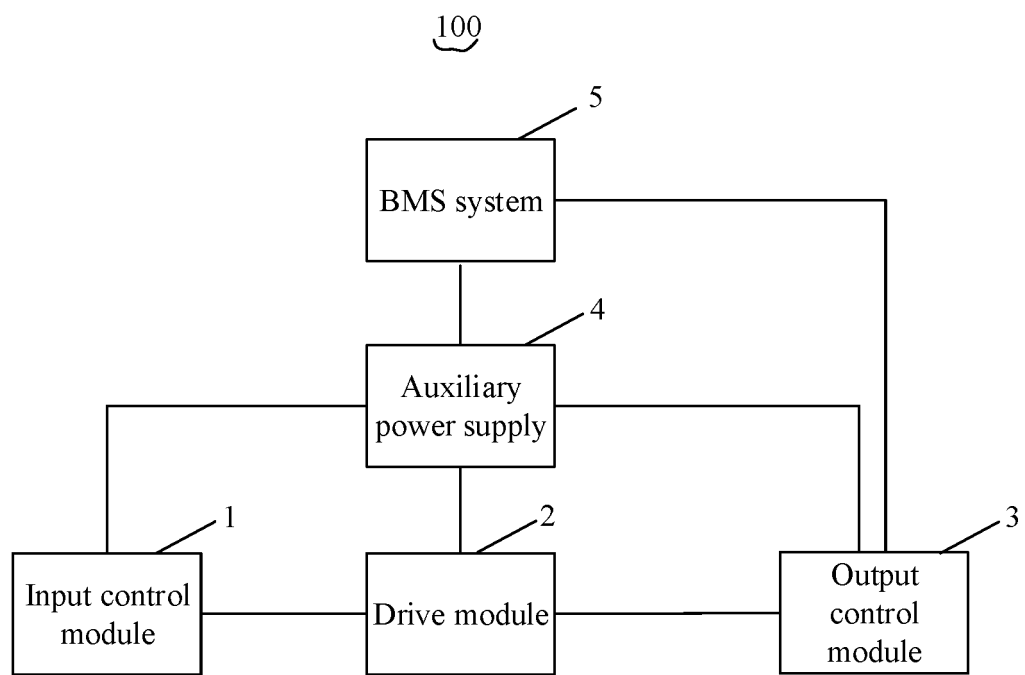 100
5
BMS system
4
Auxiliary
power supply
1
2
3
Input control
module
Drive module
Output
control
module